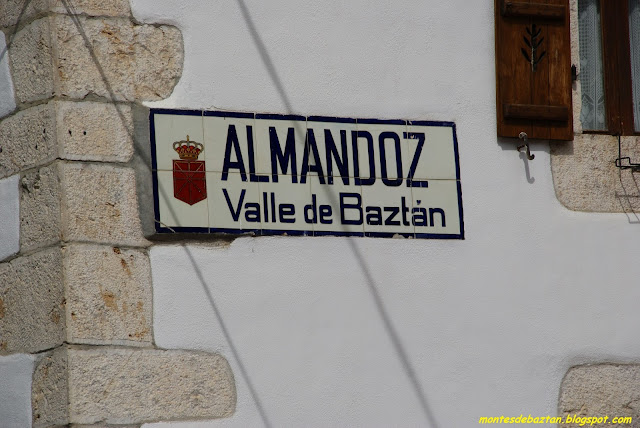 ALMANDOZ
Valle de Baztán
montesdebaztan.blogspot.com